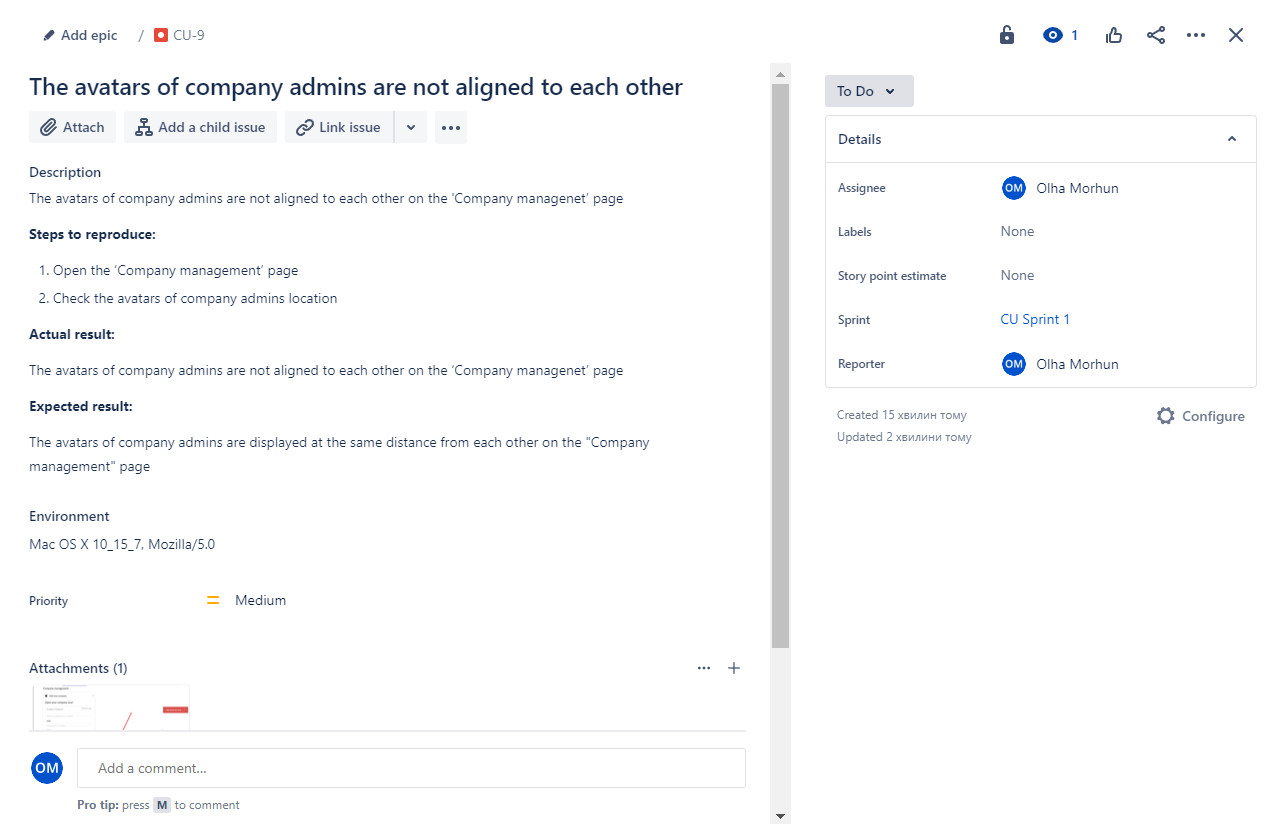 Add epic / CU-9
1
The avatars of company admins are not aligned to each other
Attach Add a child issue Link issue
Description
The avatars of company admins are not aligned to each other on the ‘Company managenet’ page
Steps to reproduce:
1. Open the ‘Company management’ page
2. Check the avatars of company admins location
Actual result:
The avatars of company admins are not aligned to each other on the ‘Company managenet’ page
Expected result:
The avatars of company admins are displayed at the same distance from each other on the "Company
management" page
Environment
Mac OS X 10_15_7, Mozilla/5.0
Priority Medium
Attachments (1)
OM Add a comment...
Pro tip: press M to comment
To Do
Details
Assignee OM Olha Morhun
Labels None
Story point estimate None
Sprint CU Sprint 1
Reporter OM Olha Morhun
Created 15 хвилин тому
Configure
Updated 2 хвилини тому